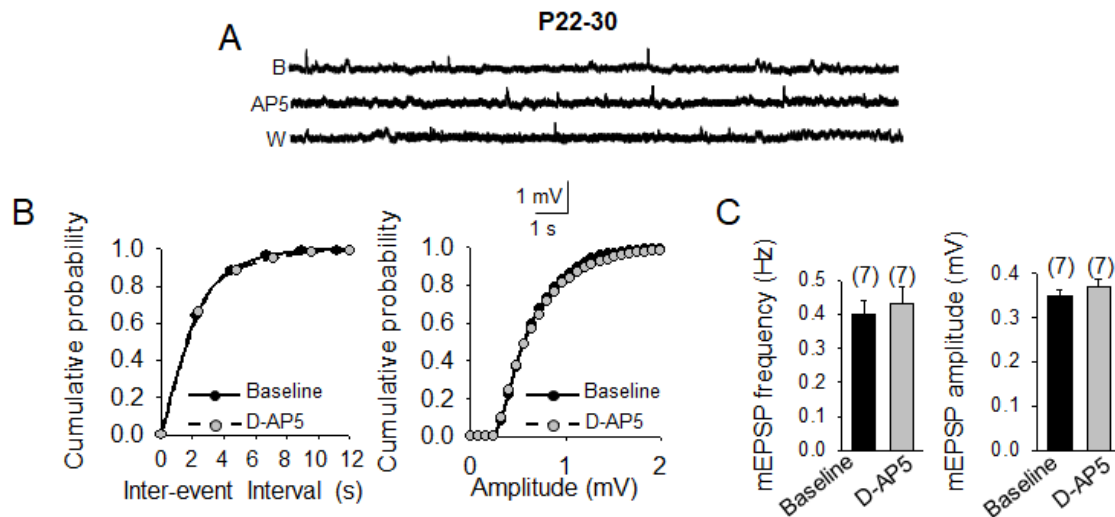 P22-30
A
B
AP5
W
1 mV
1 s
B
Cumulative probability
1.0
0.8
0.6
0.4
0.2
0.0
Baseline
D-AP5
0 2 4 6 8 10 12
Inter-event Interval (s)
Cumulative probability
1.0
0.8
0.6
0.4
0.2
0.0
Baseline
D-AP5
0 1 2
Amplitude (mV)
C
mEPSP frequency (Hz)
0.5
0.4
0.3
0.2
0.1
0.0
(7) (7)
Baseline
D-AP5
mEPSP amplitude (mV)
0.4
0.3
0.2
0.1
0.0
(7) (7)
Baseline
D-AP5